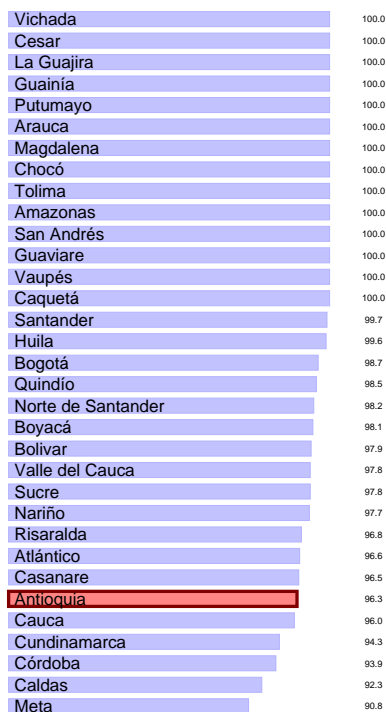 Vichada 100.0
Cesar 100.0
La Guajira 100.0
Guainía 100.0
Putumayo 100.0
Arauca 100.0
Magdalena 100.0
Chocó 100.0
Tolima 100.0
Amazonas 100.0
San Andrés 100.0
Guaviare 100.0
Vaupés 100.0
Caquetá 100.0
Santander 99.7
Huila 99.6
Bogotá 98.7
Quindío 98.5
Norte de Santander 98.2
Boyacá 98.1
Bolivar 97.9
Valle del Cauca 97.8
Sucre 97.8
Nariño 97.7
Risaralda 96.8
Atlántico 96.6
Casanare 96.5
Antioquia 96.3
Cauca 96.0
Cundinamarca 94.3
Córdoba 93.9
Caldas 92.3
Meta 90.8